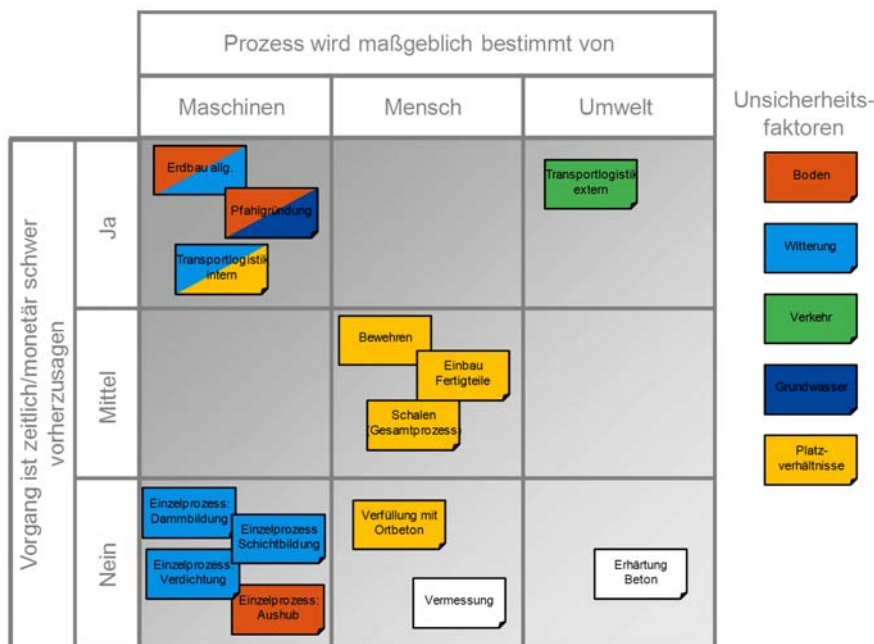 Prozess wird maßgeblich bestimmt von
Maschinen
Mensch
Umwelt
Unsicherheits-
faktoren
Vorgang ist zeitlich/monetär schwer
vorherzusagen
Ja
Erdbau allg.
Pfahlgründung
Transportlogistik
intern
Transportlogistik
extern
Mittel
Bewehren
Einbau
Fertigteile
Schalen
(Gesamtprozess)
Nein
Einzelprozess:
Dammbildung
Einzelprozess
Schichtbildung
Einzelprozess:
Verdichtung
Einzelprozess:
Aushub
Verfüllung mit
Ortbeton
Vermessung
Erhärtung
Beton
Boden
Witterung
Verkehr
Grundwasser
Platz-
verhältnisse